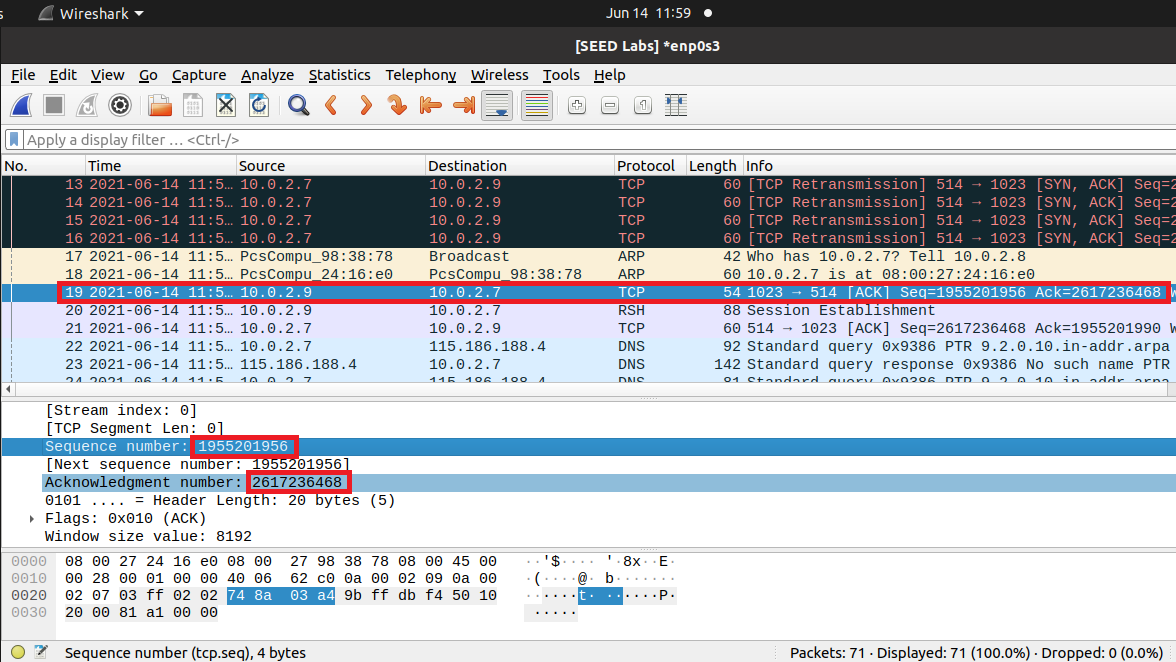 s Wireshark Jun 14 11:59
[SEED Labs] *enp0s3
File Edit View Go Capture Analyze Statistics Telephony Wireless Tools Help
Apply a display filter … <Ctrl-/>
No. Time Source Destination Protocol Length Info
13 2021-06-14 11:5… 10.0.2.7 10.0.2.9 TCP 60 [TCP Retransmission] 514 → 1023 [SYN, ACK] Seq=2
14 2021-06-14 11:5… 10.0.2.7 10.0.2.9 TCP 60 [TCP Retransmission] 514 → 1023 [SYN, ACK] Seq=2
15 2021-06-14 11:5… 10.0.2.7 10.0.2.9 TCP 60 [TCP Retransmission] 514 → 1023 [SYN, ACK] Seq=2
16 2021-06-14 11:5… 10.0.2.7 10.0.2.9 TCP 60 [TCP Retransmission] 514 → 1023 [SYN, ACK] Seq=2
17 2021-06-14 11:5… PcsCompu_98:38:78 Broadcast ARP 42 Who has 10.0.2.7? Tell 10.0.2.8
18 2021-06-14 11:5… PcsCompu_24:16:e0 PcsCompu_98:38:78 ARP 60 10.0.2.7 is at 08:00:27:24:16:e0
19 2021-06-14 11:5… 10.0.2.9 10.0.2.7 TCP 54 1023 → 514 [ACK] Seq=1955201956 Ack=2617236468 W
20 2021-06-14 11:5… 10.0.2.9 10.0.2.7 RSH 88 Session Establishment
21 2021-06-14 11:5… 10.0.2.7 10.0.2.9 TCP 60 514 → 1023 [ACK] Seq=2617236468 Ack=1955201990 W
22 2021-06-14 11:5… 10.0.2.7 115.186.188.4 DNS 92 Standard query 0x9386 PTR 9.2.0.10.in-addr.arpa
23 2021-06-14 11:5… 115.186.188.4 10.0.2.7 DNS 142 Standard query response 0x9386 No such name PTR
24 2021-06-14 11:5… 10.0.2.7 115.186.188.4 DNS 81 Standard query 0x9386 PTR 9.2.0.10.in-addr.arpa
[Stream index: 0]
[TCP Segment Len: 0]
Sequence number: 1955201956
[Next sequence number: 1955201956]
Acknowledgment number: 2617236468
0101 .... = Header Length: 20 bytes (5)
Flags: 0x010 (ACK)
Window size value: 8192
0000 08 00 27 24 16 e0 08 00 27 98 38 78 08 00 45 00 ··'$···· '·8x··E·
0010 00 28 00 01 00 00 40 06 62 c0 0a 00 02 09 0a 00 ·(····@· b·······
0020 02 07 03 ff 02 02 74 8a 03 a4 9b ff db f4 50 10 ······t· ······P·
0030 20 00 81 a1 00 00 ·····
Sequence number (tcp.seq), 4 bytes Packets: 71 · Displayed: 71 (100.0%) · Dropped: 0 (0.0%)